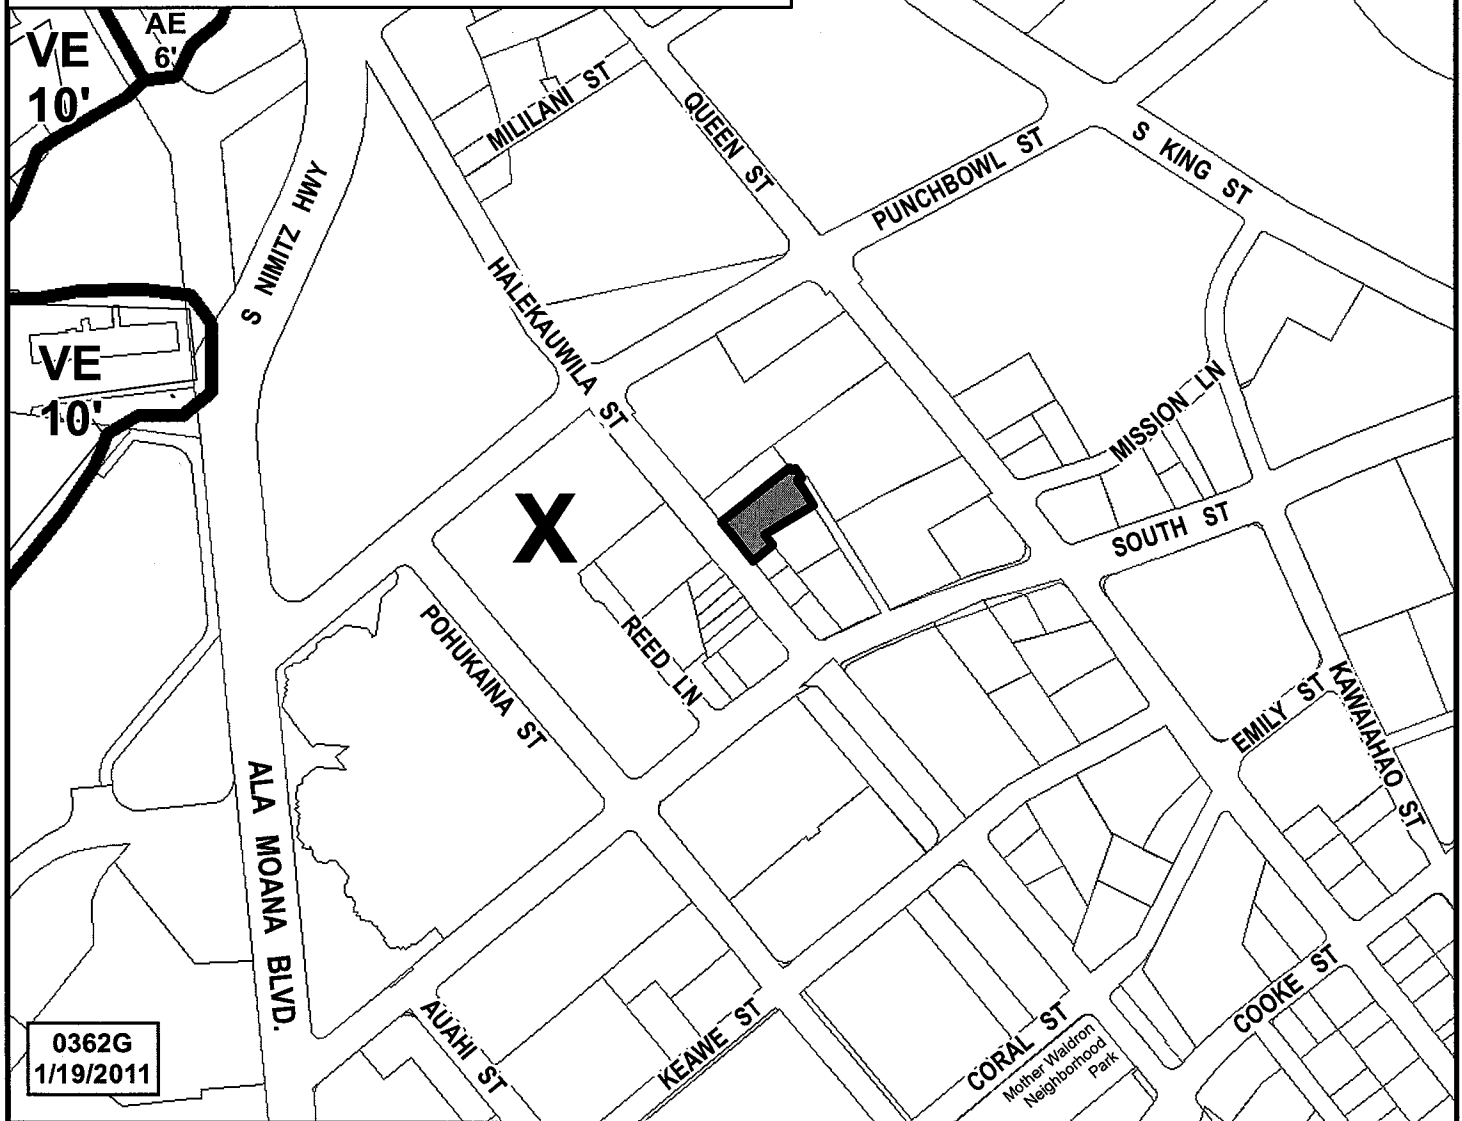 VE
10'
AE
6'
MILILANI ST
QUEEN ST
PUNCHBOWL ST
S KING ST
S NIMITZ HWY
HALEKAUWILA ST
VE
10'
MISSION LN
X
SOUTH ST
REED LN
POHUKAINA ST
EMILY ST
KAWAIAHAO ST
ALA MOANA BLVD.
COOKE ST
AUAHI ST
KEAWE ST
CORAL ST
Mother Waldron
Neighborhood
Park
0362G
1/19/2011